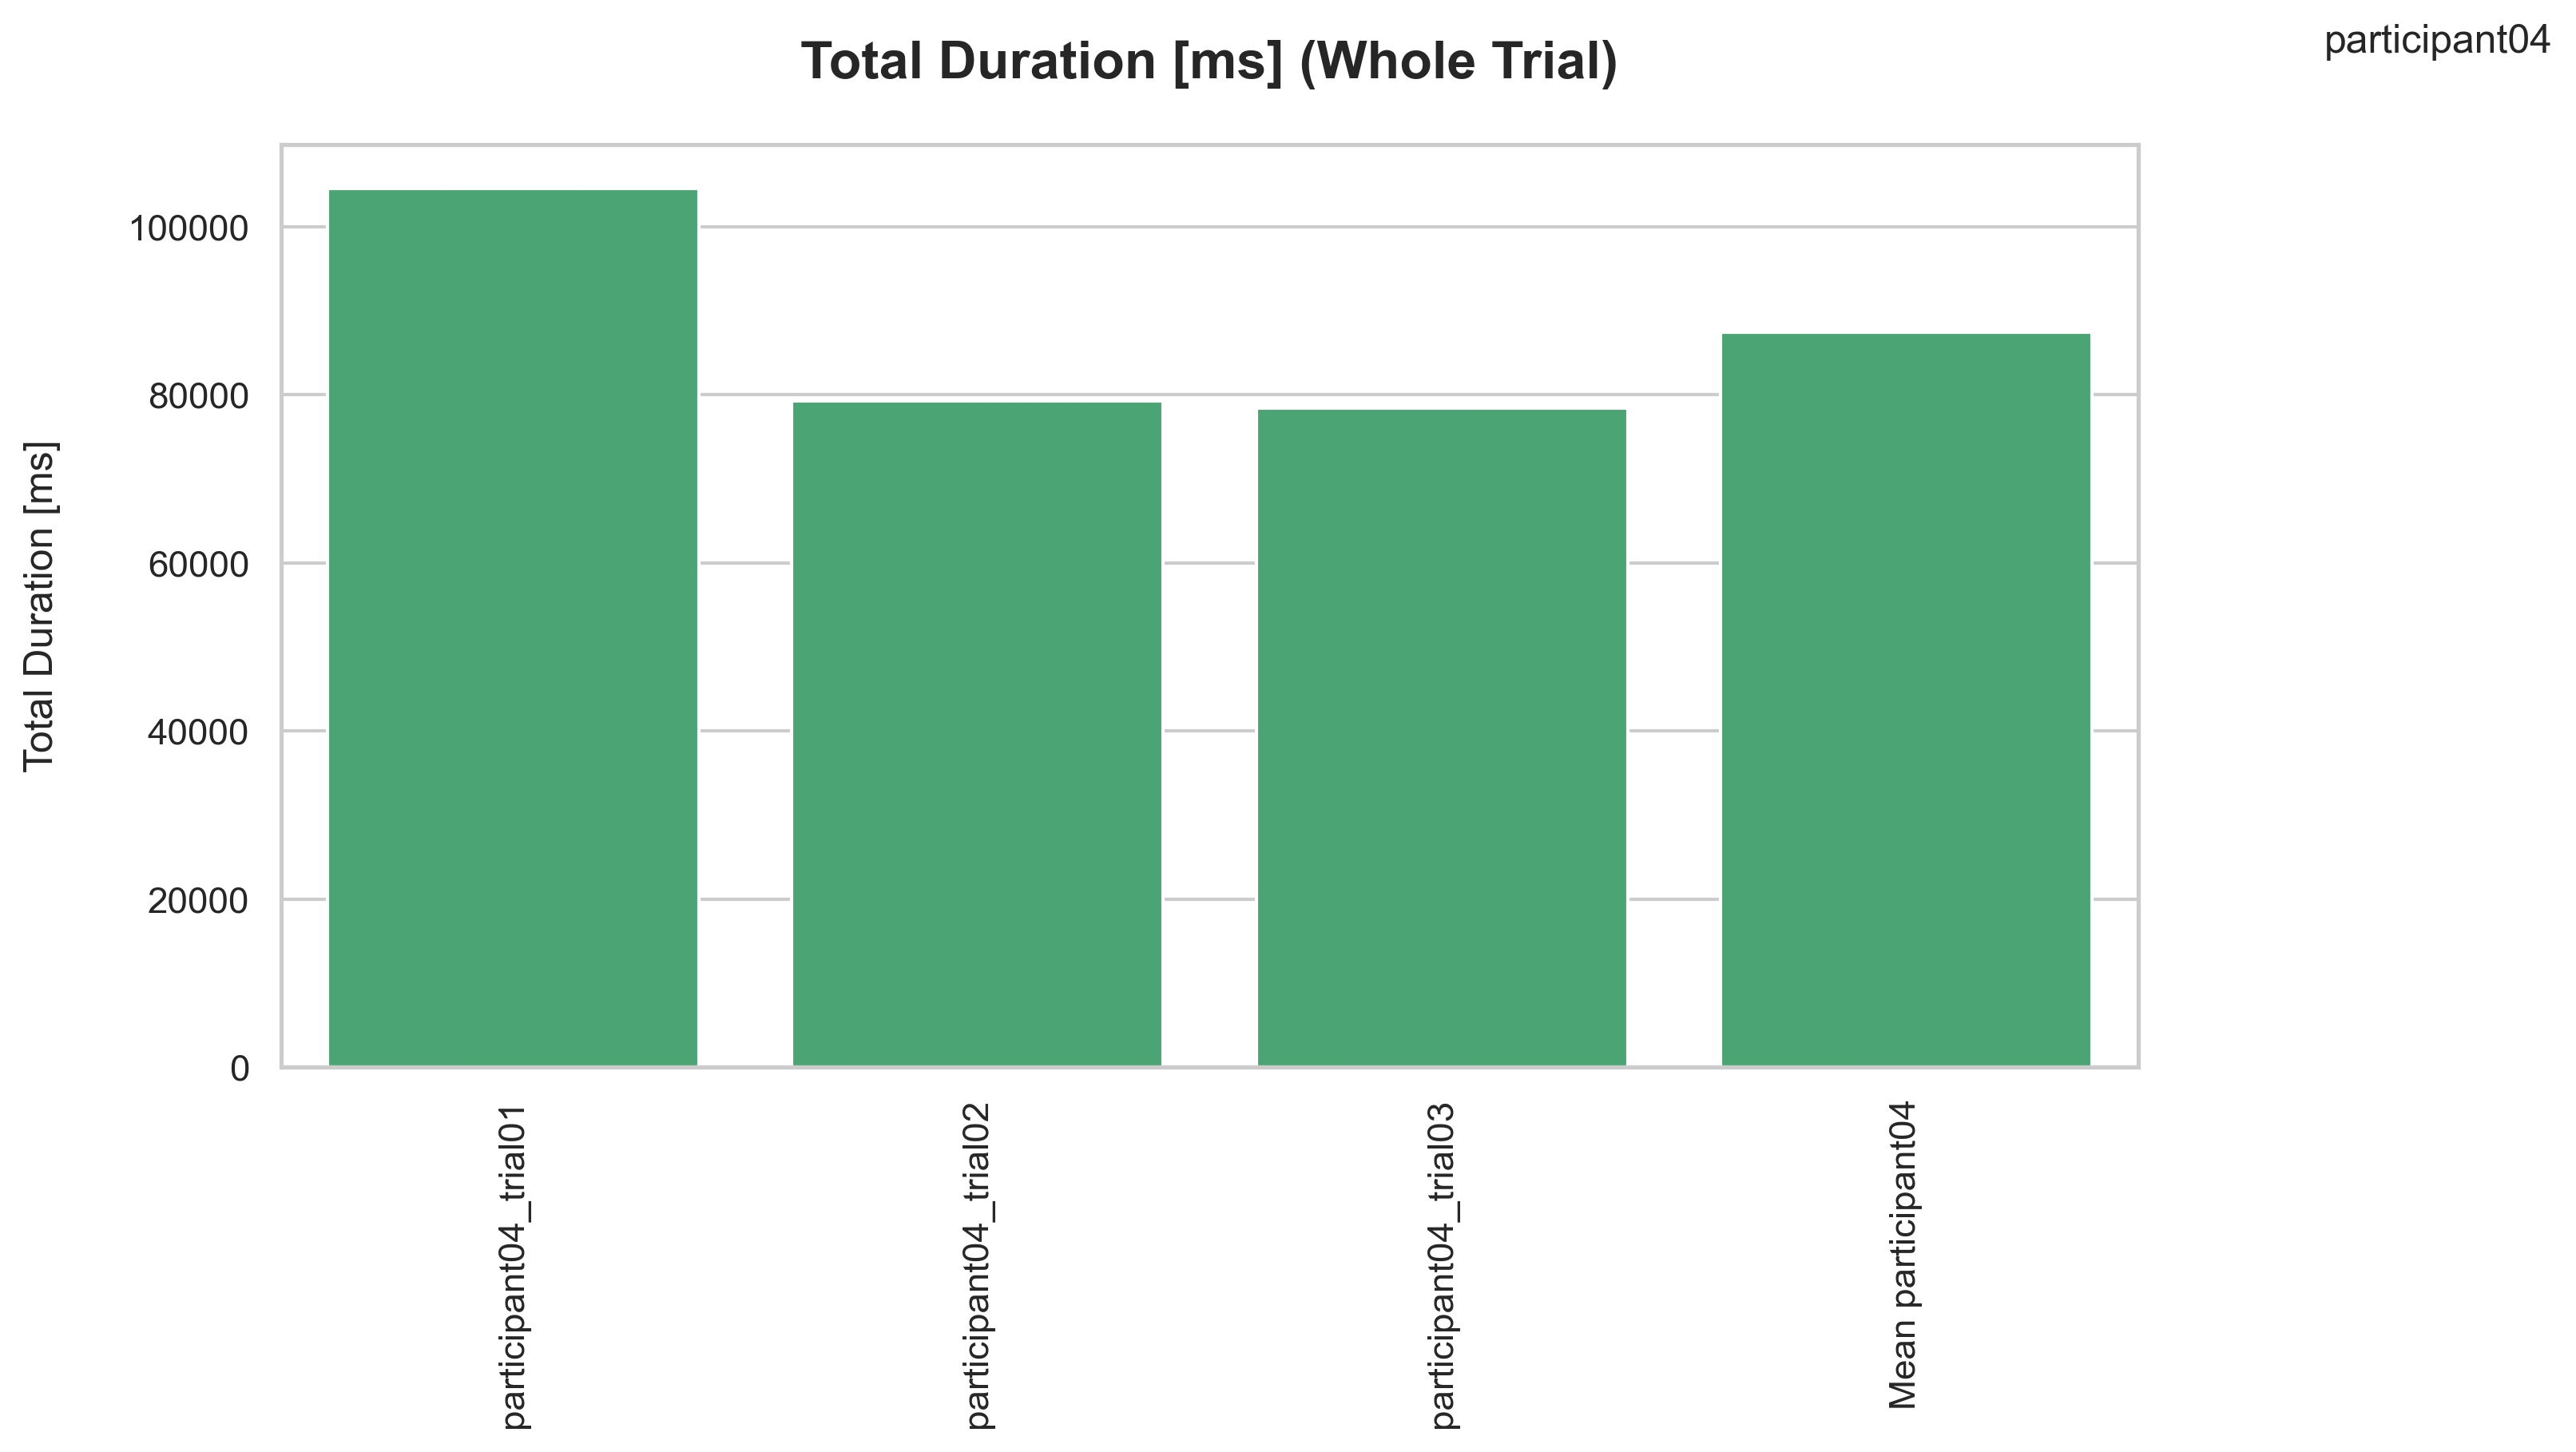 Total Duration [ms] (Whole Trial)
participant04
Total Duration [ms]
100000
80000
60000
40000
20000
0
participant04_trial01
participant04_trial02
participant04_trial03
Mean participant04